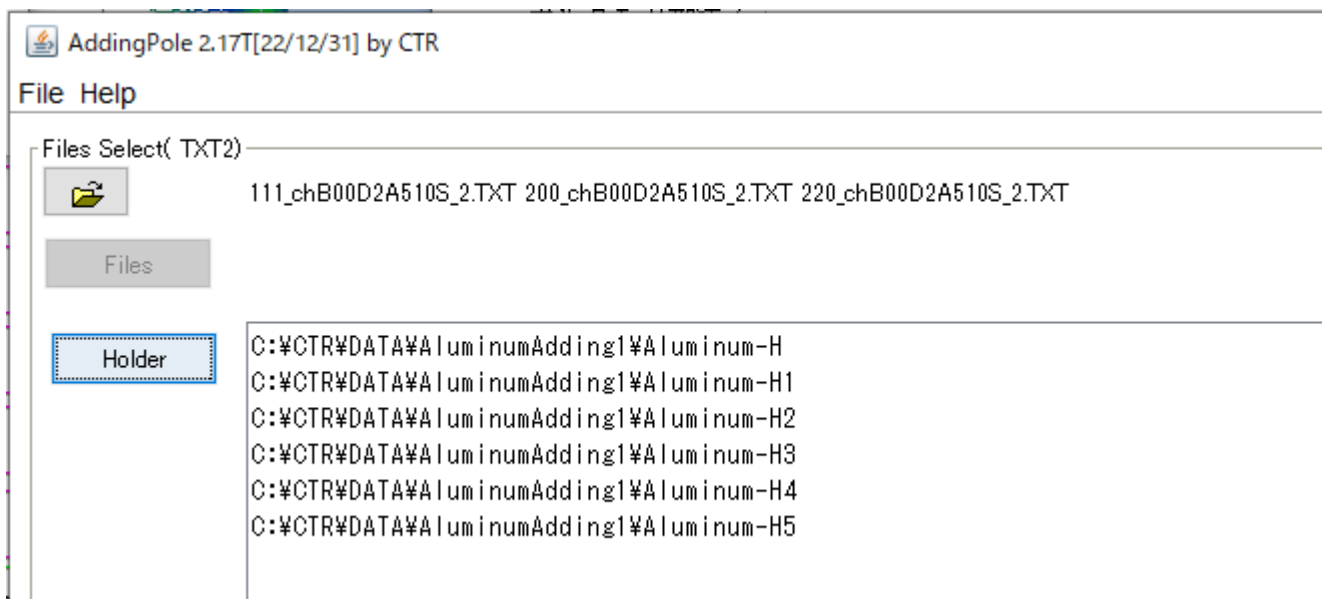 AddingPole 2.17T[22/12/31] by CTR
File Help
Files Select( TXT2)
111_chB00D2A510S_2.TXT 200_chB00D2A510S_2.TXT 220_chB00D2A510S_2.TXT
Files
Holder
C:¥CTR¥DATA¥AluminumAdding1¥Aluminum-H
C:¥CTR¥DATA¥AluminumAdding1¥Aluminum-H1
C:¥CTR¥DATA¥AluminumAdding1¥Aluminum-H2
C:¥CTR¥DATA¥AluminumAdding1¥Aluminum-H3
C:¥CTR¥DATA¥AluminumAdding1¥Aluminum-H4
C:¥CTR¥DATA¥AluminumAdding1¥Aluminum-H5